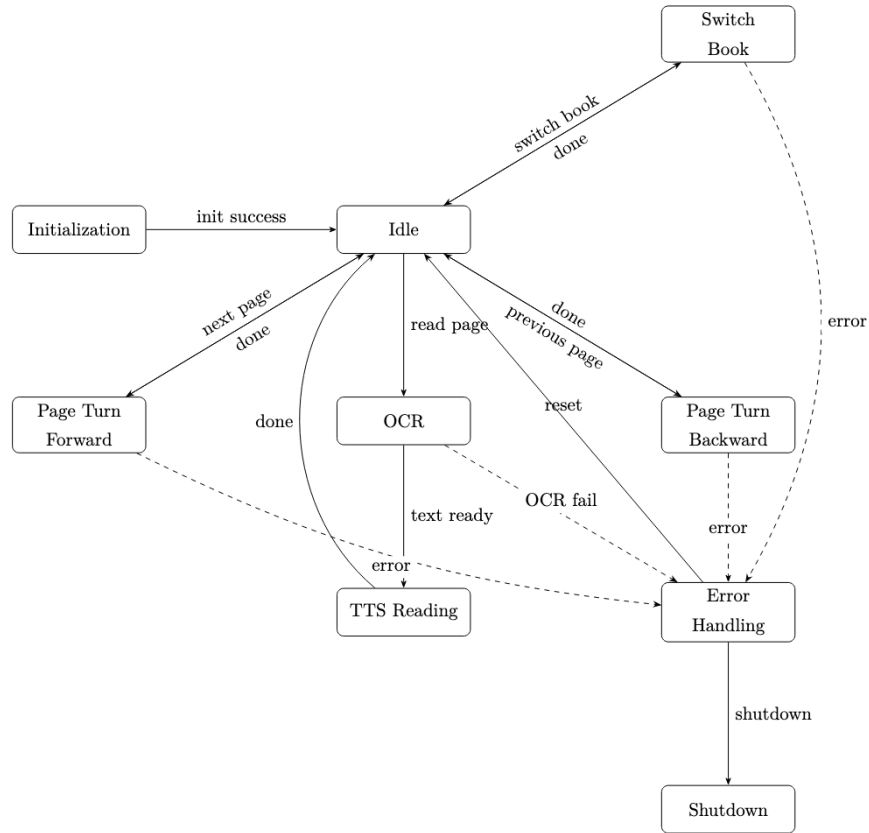 Switch
Book
switch book
done
Initialization
init success
Idle
error
next page
done
read page
done
previous page
Page Turn
Forward
done
OCR
reset
Page Turn
Backward
text ready
OCR fail
error
error
TTS Reading
Error
Handling
shutdown
Shutdown